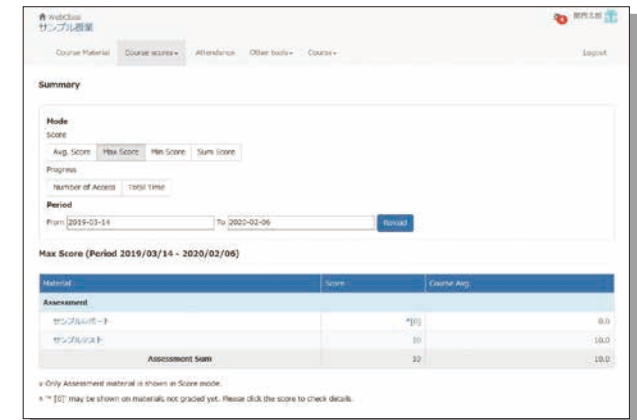 WebClass
サンプル授業
関西太郎
Course Material Course scores Attendance Other tools Course Logout
Summary
Mode
Score
Avg. Score Max Score Min Score Sum Score
Progress
Number of Access Total Time
Period
From 2019-03-14 To 2020-02-06 Reload
Max Score (Period 2019/03/14 - 2020/02/06)
Material Score Course Avg.
Assessment
サンプルレポート *[0] 0.0
サンプルテスト 10 10.0
Assessment Sum 10 10.0
Only Assessment material is shown in Score mode.
"* [0]" may be shown on materials not graded yet. Please click the score to check details.